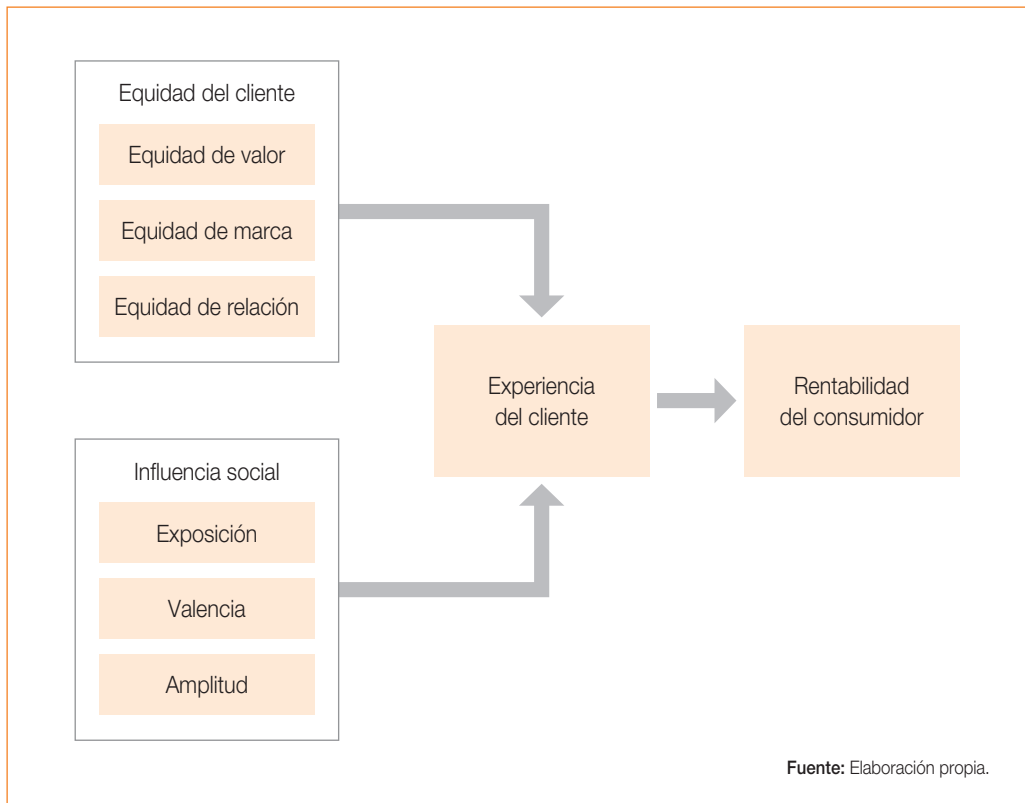 Equidad del cliente
Equidad de valor
Equidad de marca
Equidad de relación
Influencia social
Exposición
Valencia
Amplitud
Experiencia
del cliente
Rentabilidad
del consumidor
Fuente: Elaboración propia.